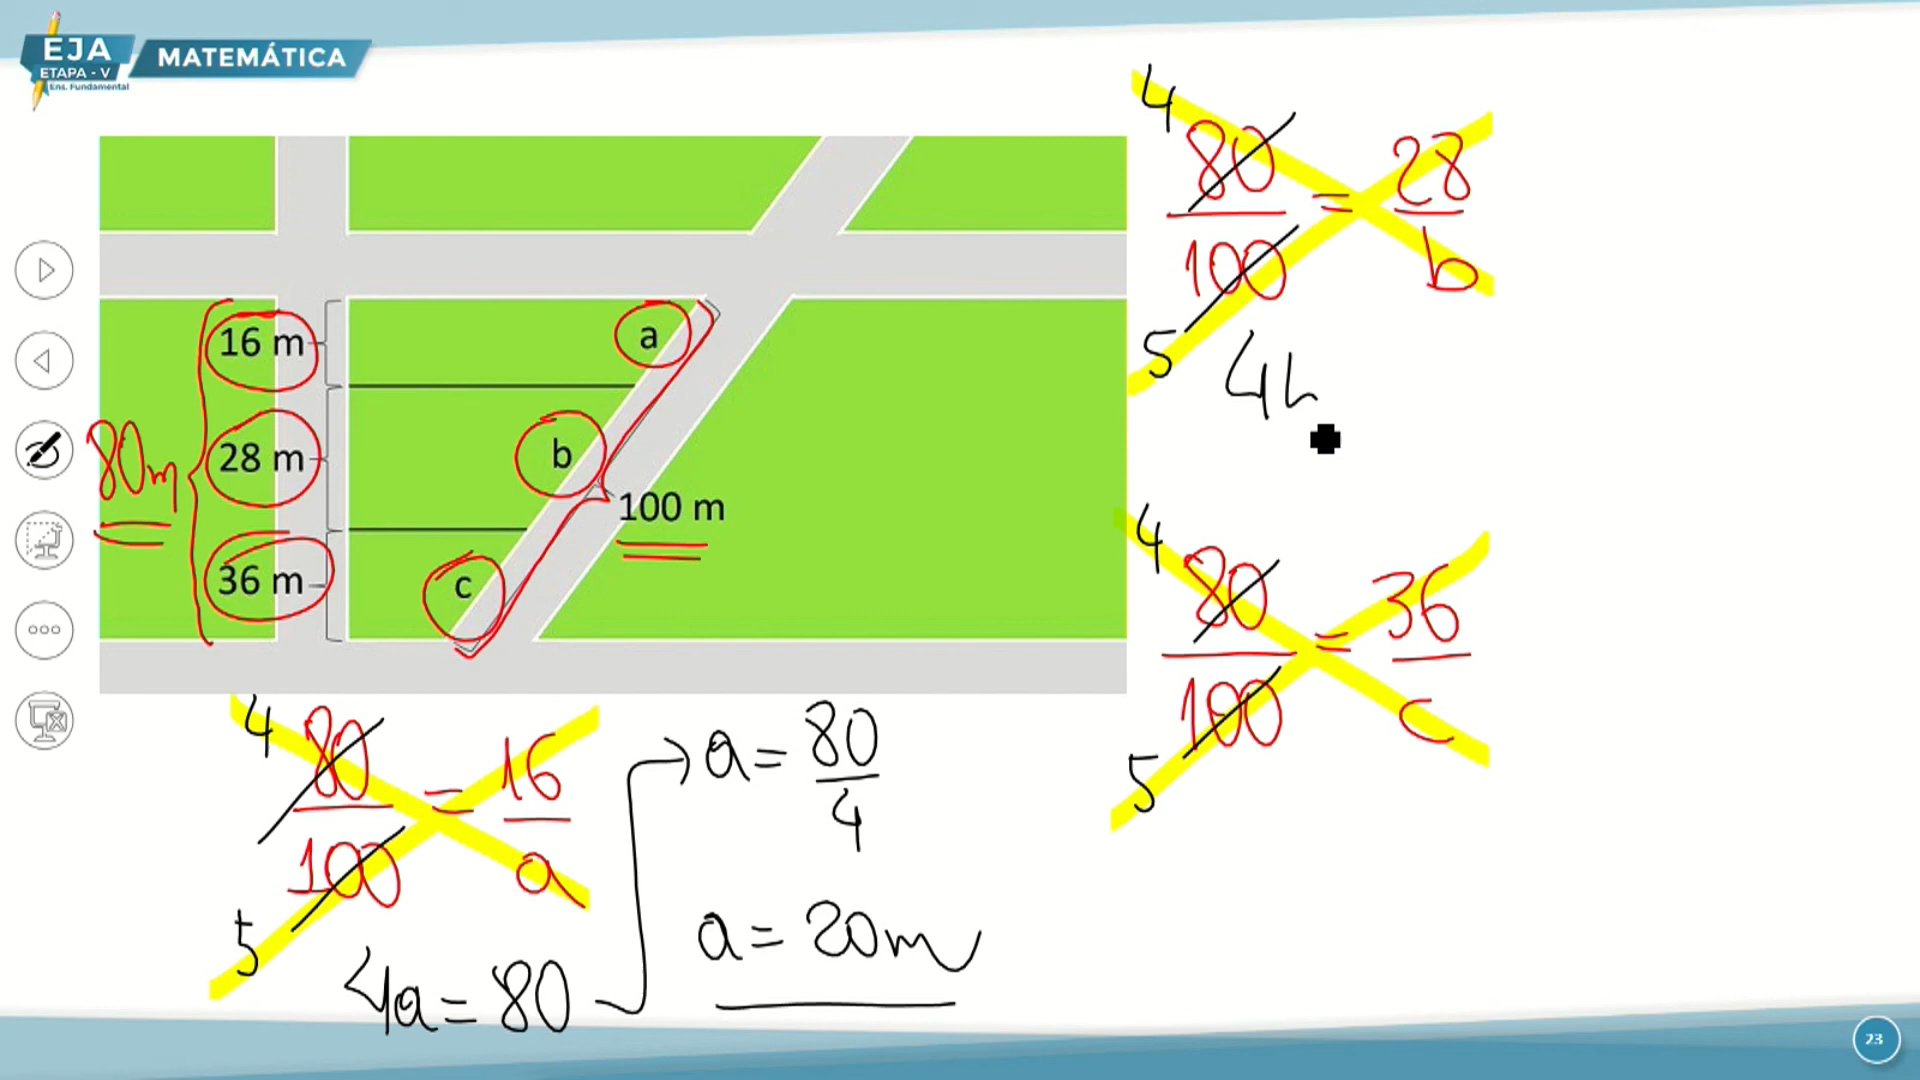 EJA
ETAPA - V
Ens. Fundamental
MATEMÁTICA
16 m
28 m
36 m
80m
a
b
c
100 m
4
80
100
5
=
28
b
4
4
80
100
5
=
36
c
4
80
100
5
=
16
a
4a = 80
a = 80
4
a = 20m
23